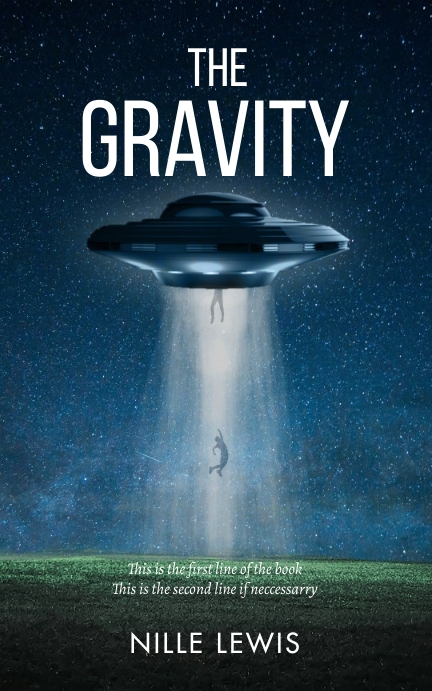 THE
GRAVITY
This is the first line of the book
This is the second line if neccessarry
NILLE LEWIS